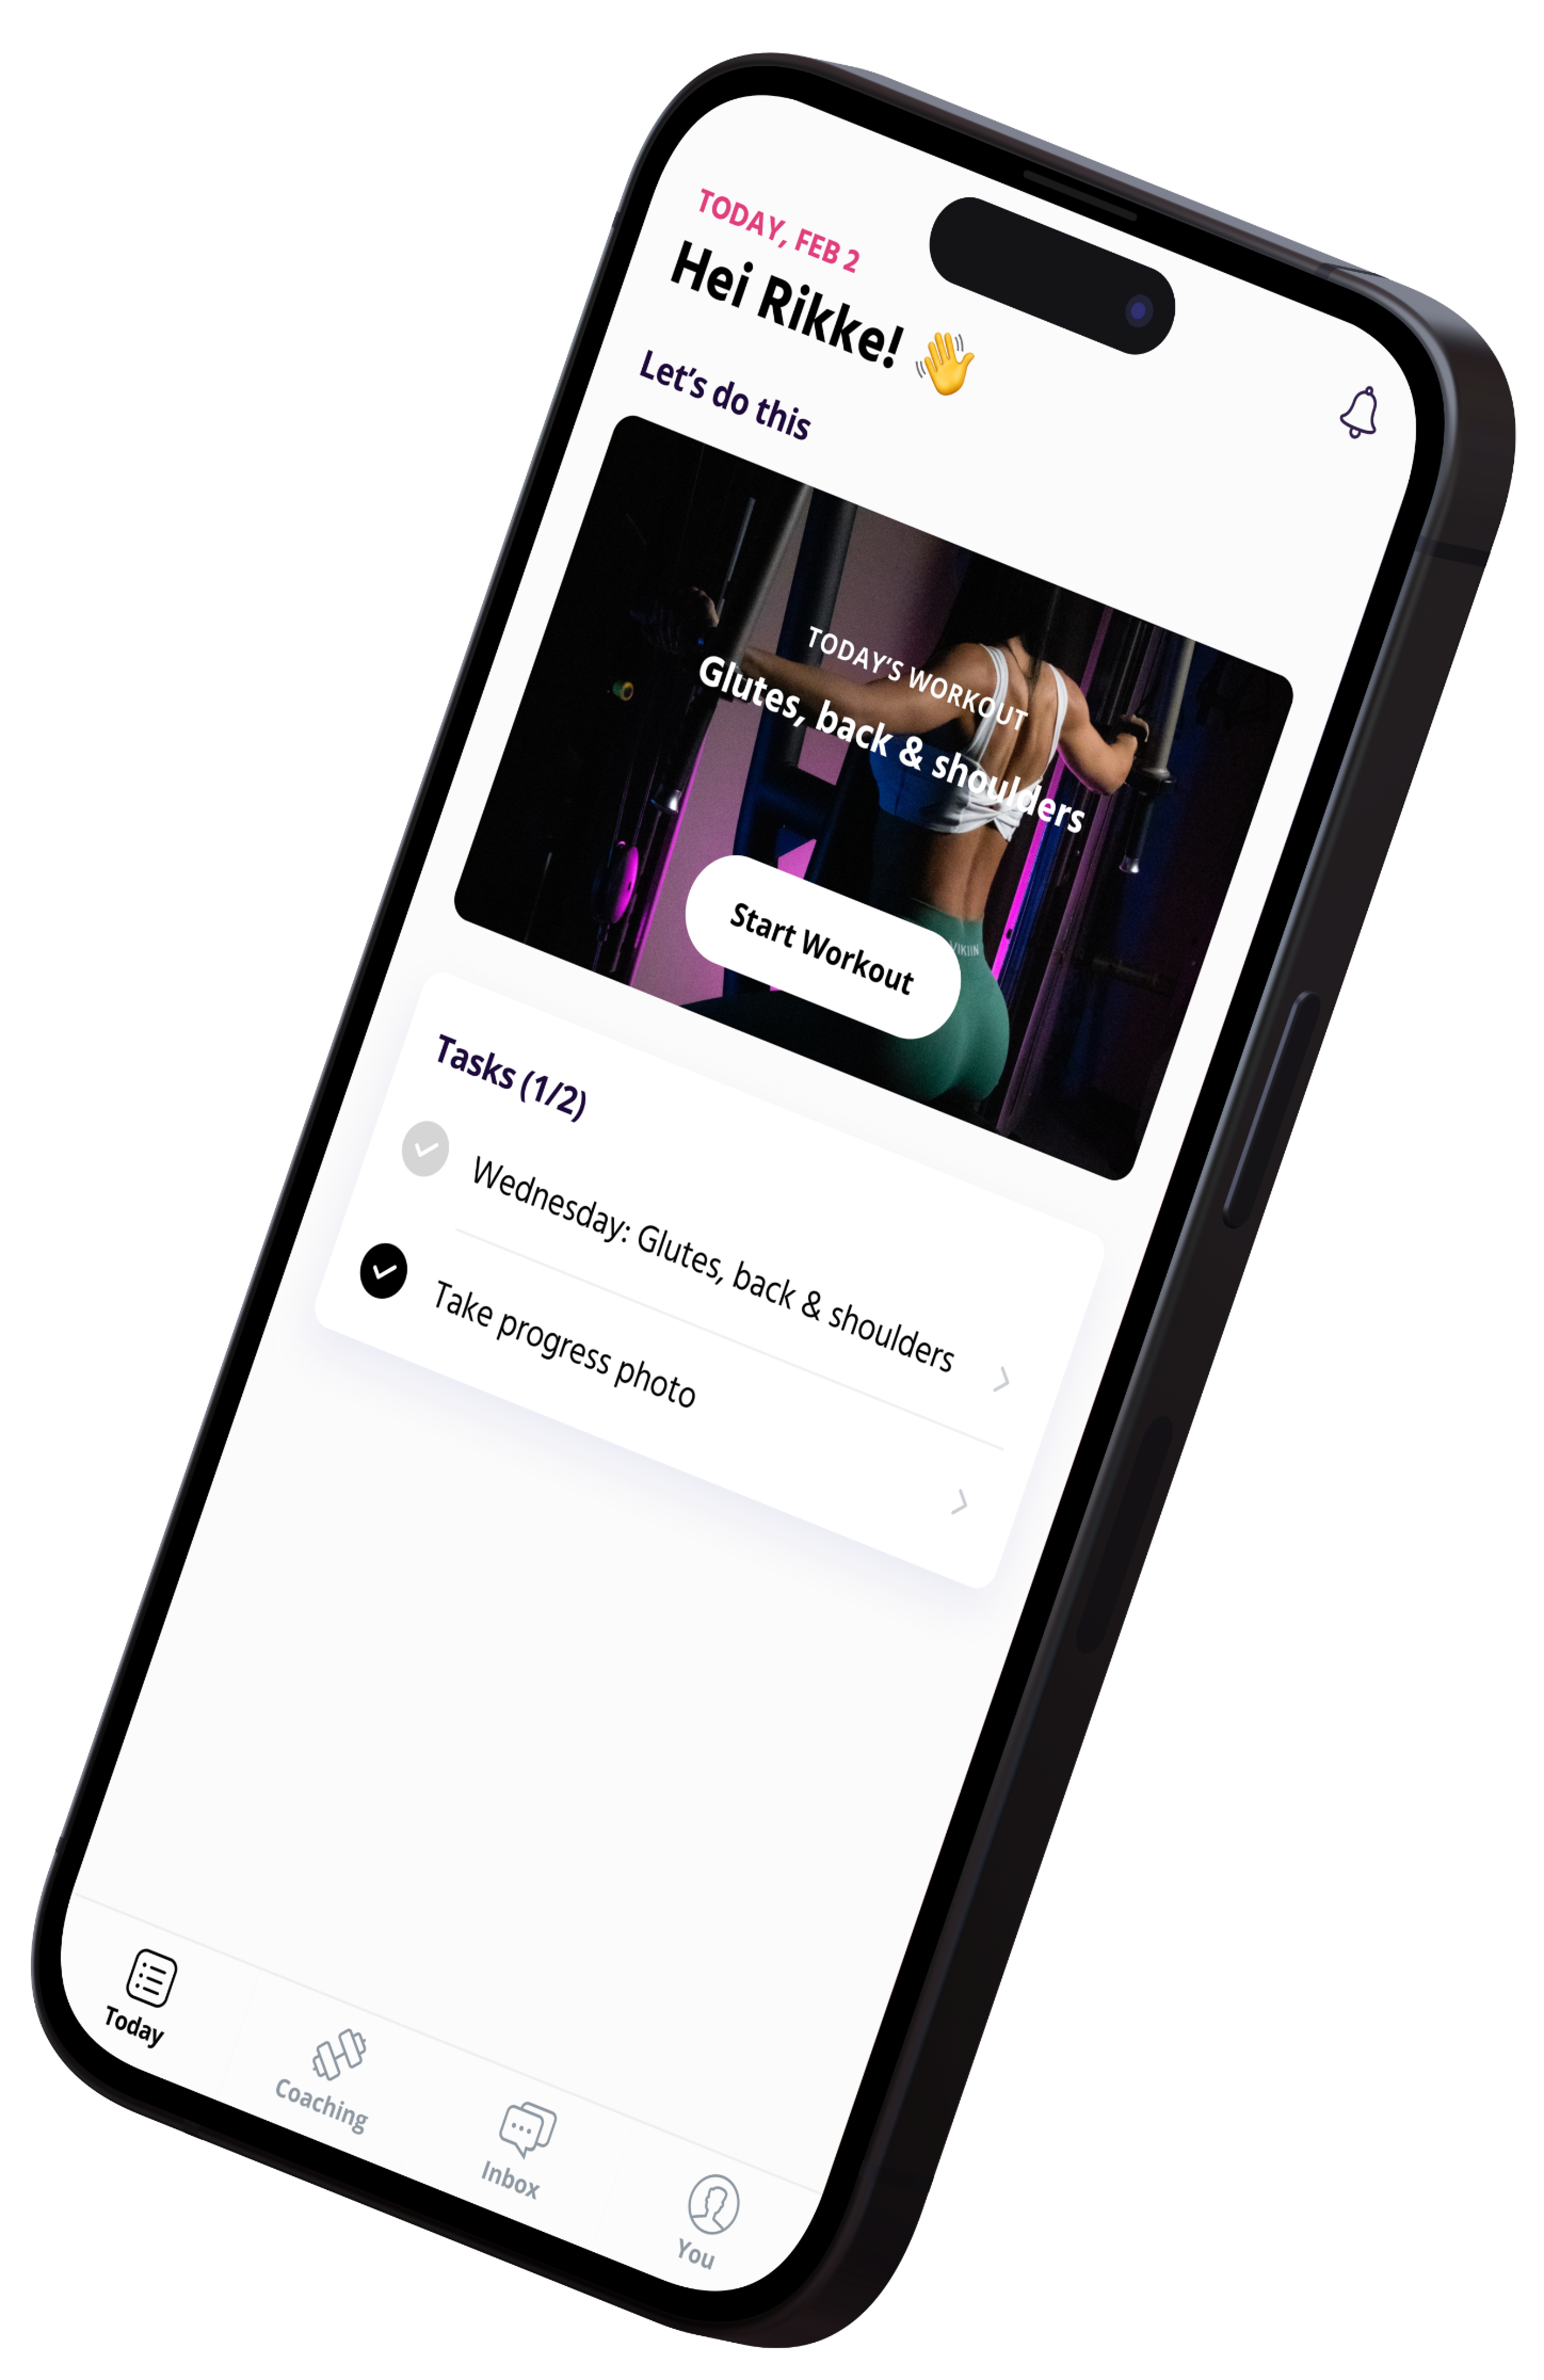 TODAY, FEB 2
Hei Rikke! 👋
Let's do this
TODAY'S WORKOUT
Glutes, back & shoulders
VIKIIN
Start Workout
Tasks (1/2)
Wednesday: Glutes, back & shoulders
Take progress photo
Today
Coaching
Inbox
You